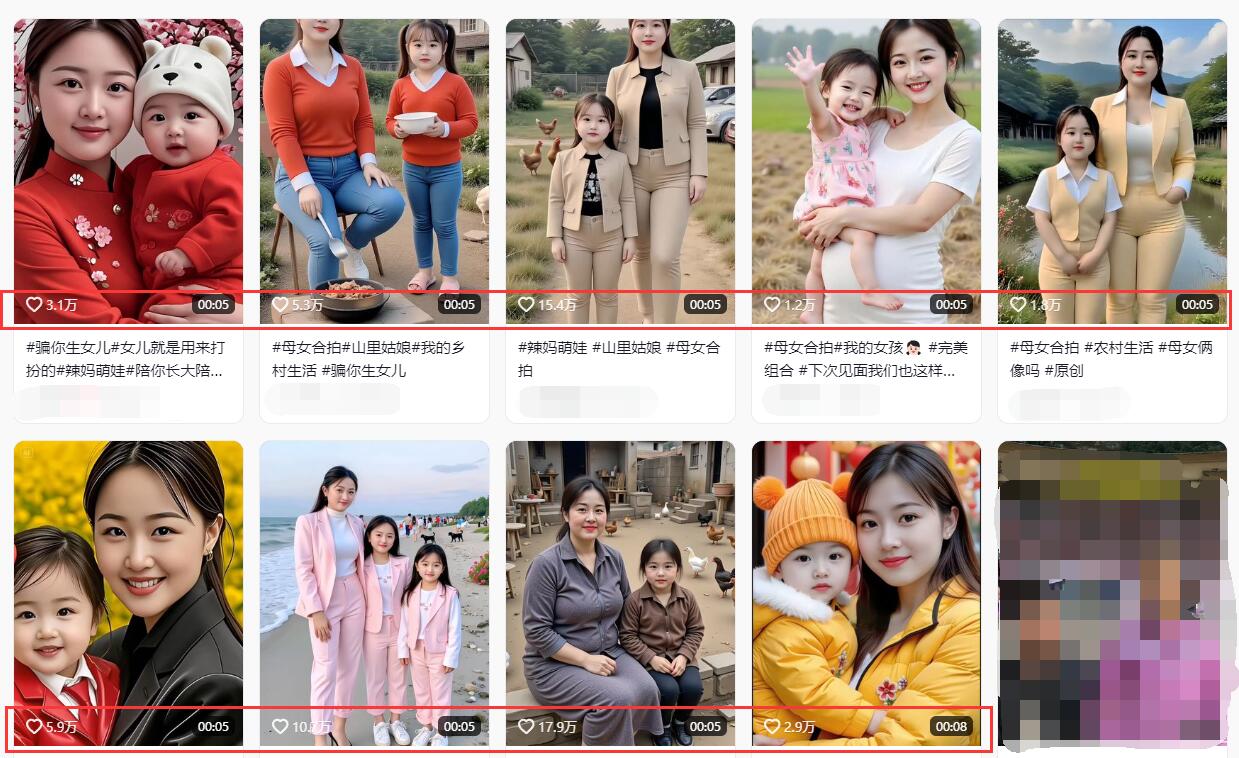 3.1万 00:05
5.3万 00:05
15.4万 00:05
1.2万 00:05
1.8万 00:05
#骗你生女儿#女儿就是用来打
扮的#辣妈萌娃#陪你长大陪...
#母女合拍#山里姑娘#我的乡
村生活 #骗你生女儿
#辣妈萌娃 #山里姑娘 #母女合
拍
#母女合拍#我的女孩👧🏻 #完美
组合 #下次见面我们也这样...
#母女合拍 #农村生活 #母女俩
像吗 #原创
5.9万 00:05
00:05
17.9万 00:05
2.9万 00:08